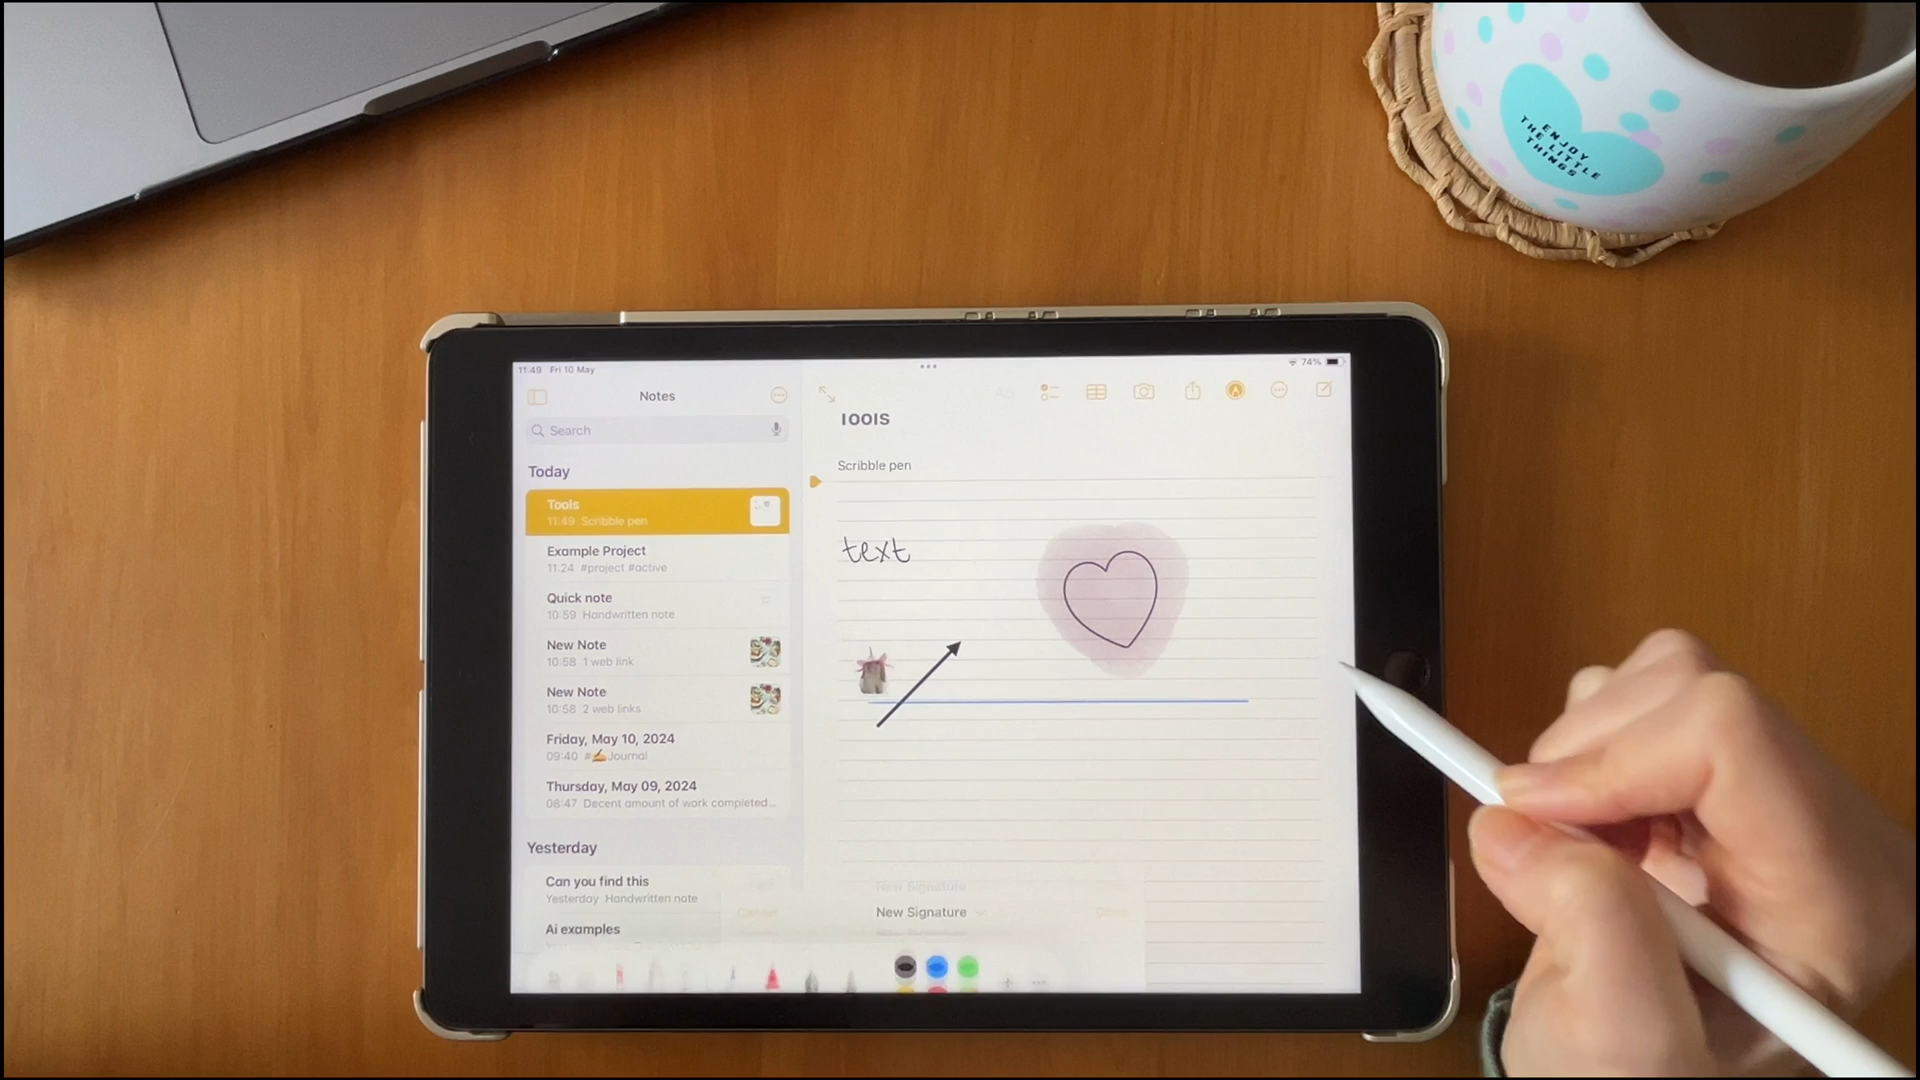 ENJOY
THE LITTLE
THINGS
11:49 Fri 10 May
74%
Notes
Search
Today
Tools
11:49 Scribble pen
Example Project
11:24 #project #active
Quick note
10:59 Handwritten note
New Note
10:58 1 web link
New Note
10:58 2 web links
Friday, May 10, 2024
09:40 #✍️Journal
Thursday, May 09, 2024
08:47 Decent amount of work completed...
Yesterday
Can you find this
Yesterday Handwritten note
Ai examples
Tools
Scribble pen
text
New Signature
Cancel
New Signature